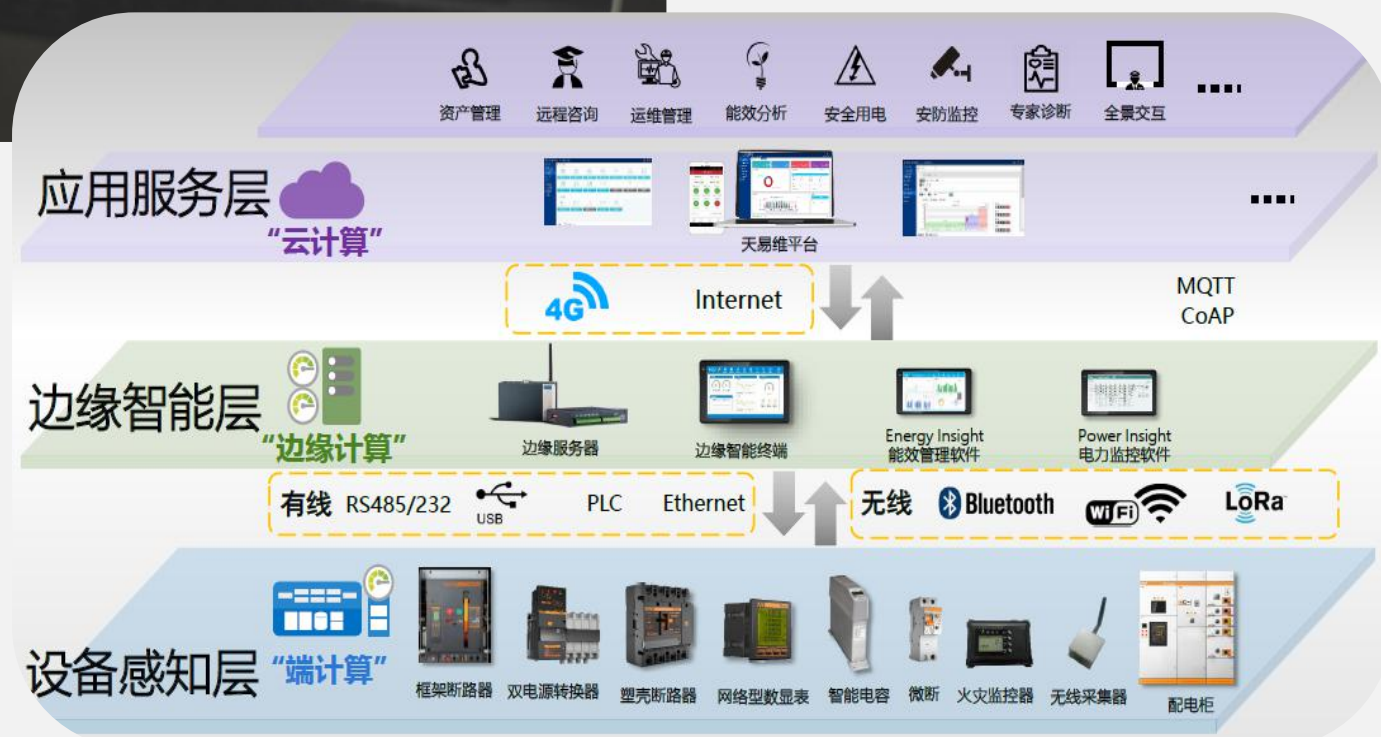 资产管理 远程咨询 运维管理 能效分析 安全用电 安防监控 专家诊断 全景交互
应用服务层
“云计算”
天易维平台
4G Internet
MQTT
CoAP
边缘智能层
“边缘计算”
边缘服务器 边缘智能终端
Energy Insight
能效管理软件
Power Insight
电力监控软件
有线 RS485/232 USB PLC Ethernet
无线 Bluetooth WiFi LoRa
设备感知层
“端计算”
框架断路器 双电源转换器 塑壳断路器 网络型数显表 智能电容 微断 火灾监控器 无线采集器 配电柜